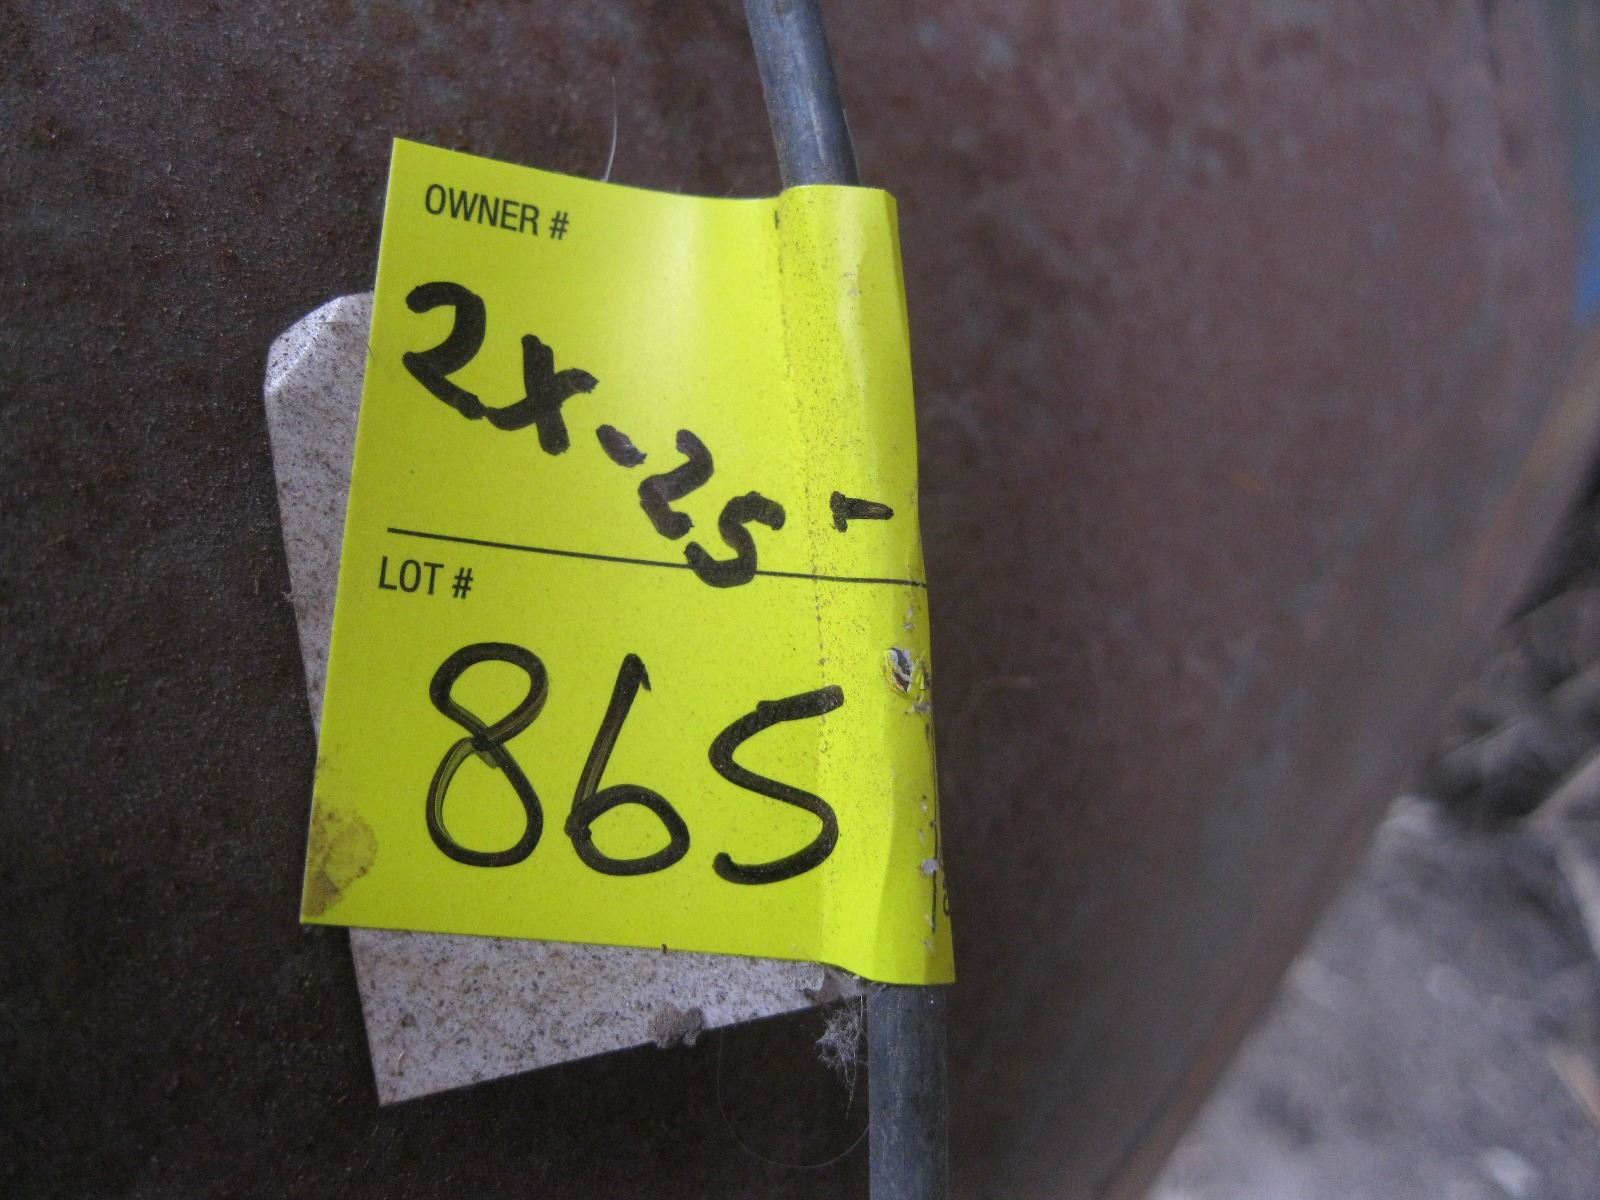 OWNER #
2X-25-
LOT #
865